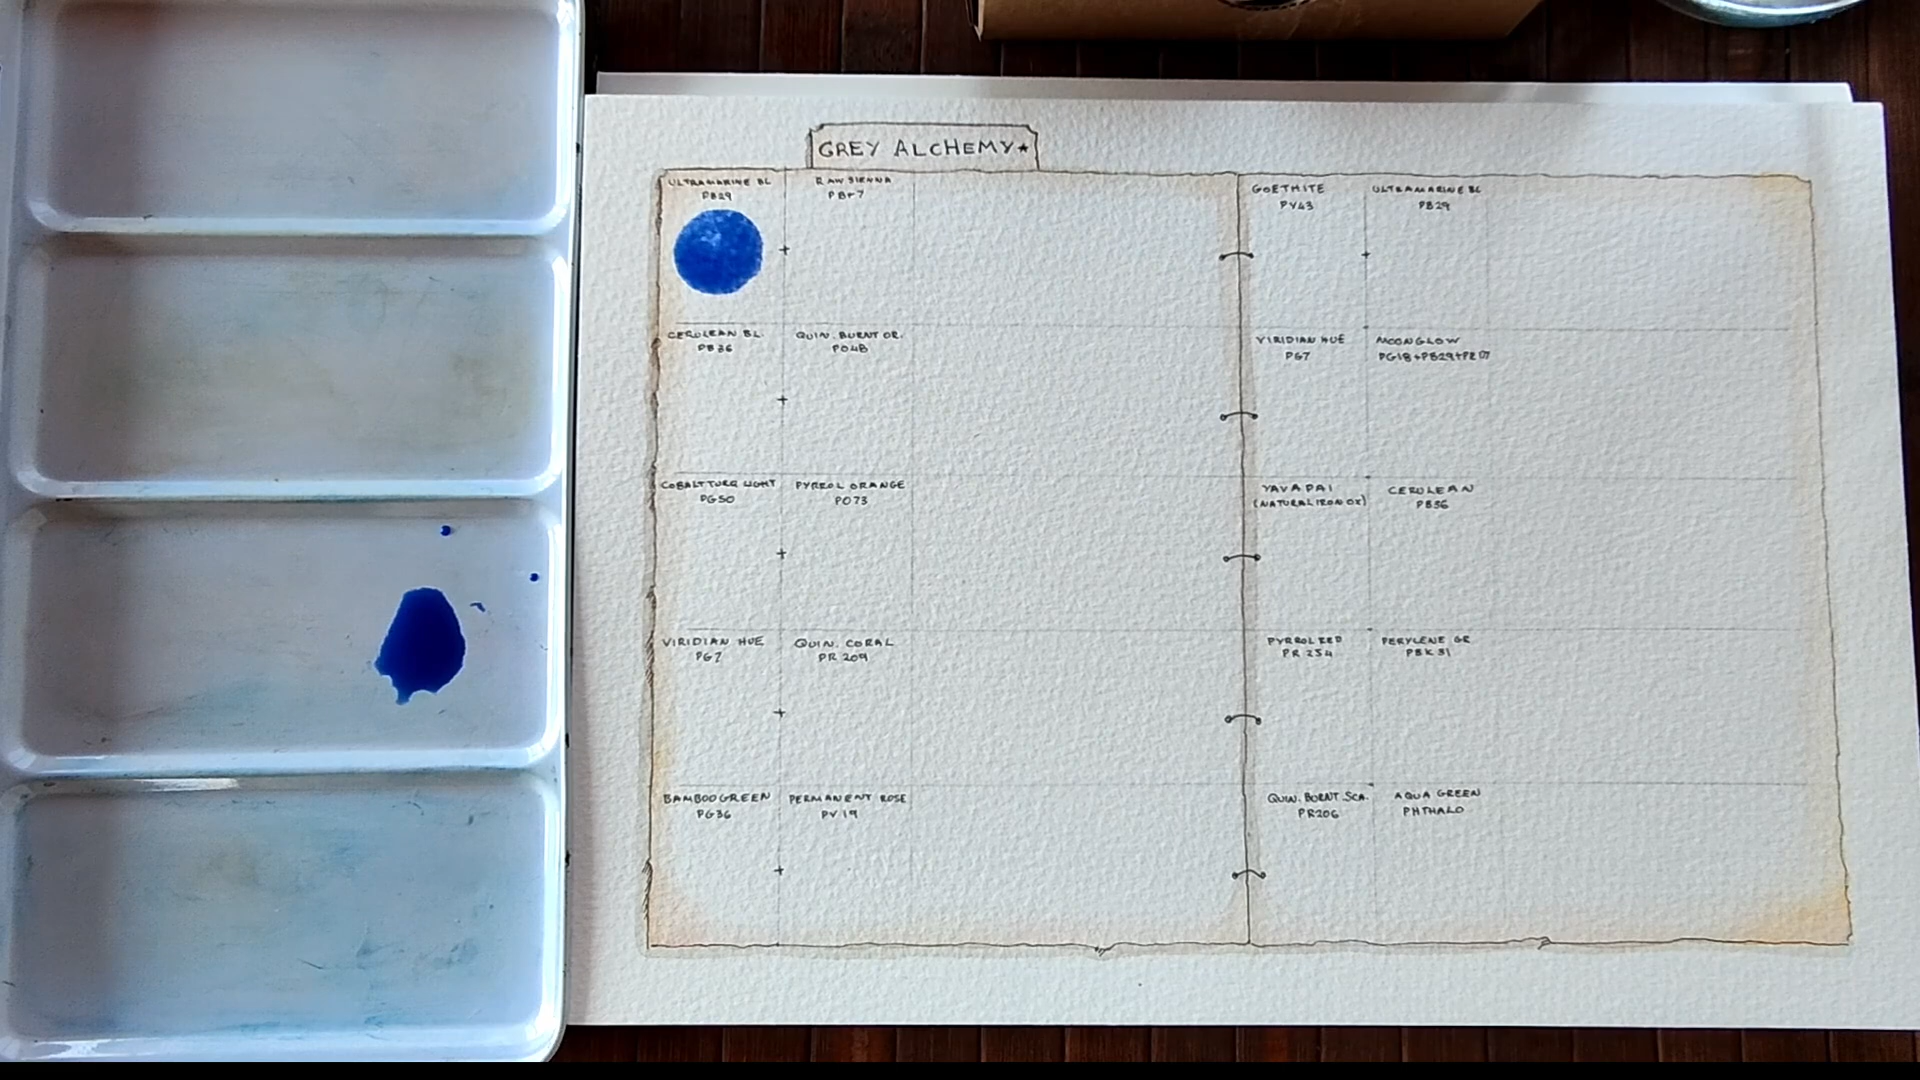 GREY ALCHEMY★
ULTRAMARINE BL
PB29
RAW SIENNA
PBr7
CERULEAN BL.
PB36
QUIN. BURNT OR.
PO48
COBALT TURQ LIGHT
PG50
PYRROL ORANGE
PO73
VIRIDIAN HUE
PG7
QUIN. CORAL
PR 209
BAMBOO GREEN
PG36
PERMANENT ROSE
PV 19
GOETHITE
PY43
ULTRAMARINE BL
PB29
VIRIDIAN HUE
PG7
MOONGLOW
PG18+PB29+PR
YAVAPAI
(NATURAL IRON OX)
CERULEAN
PB36
PYRROL RED
PR 254
PERYLENE GR
PBK 31
QUIN. BURNT SCA.
PR206
AQUA GREEN
PHTHALO